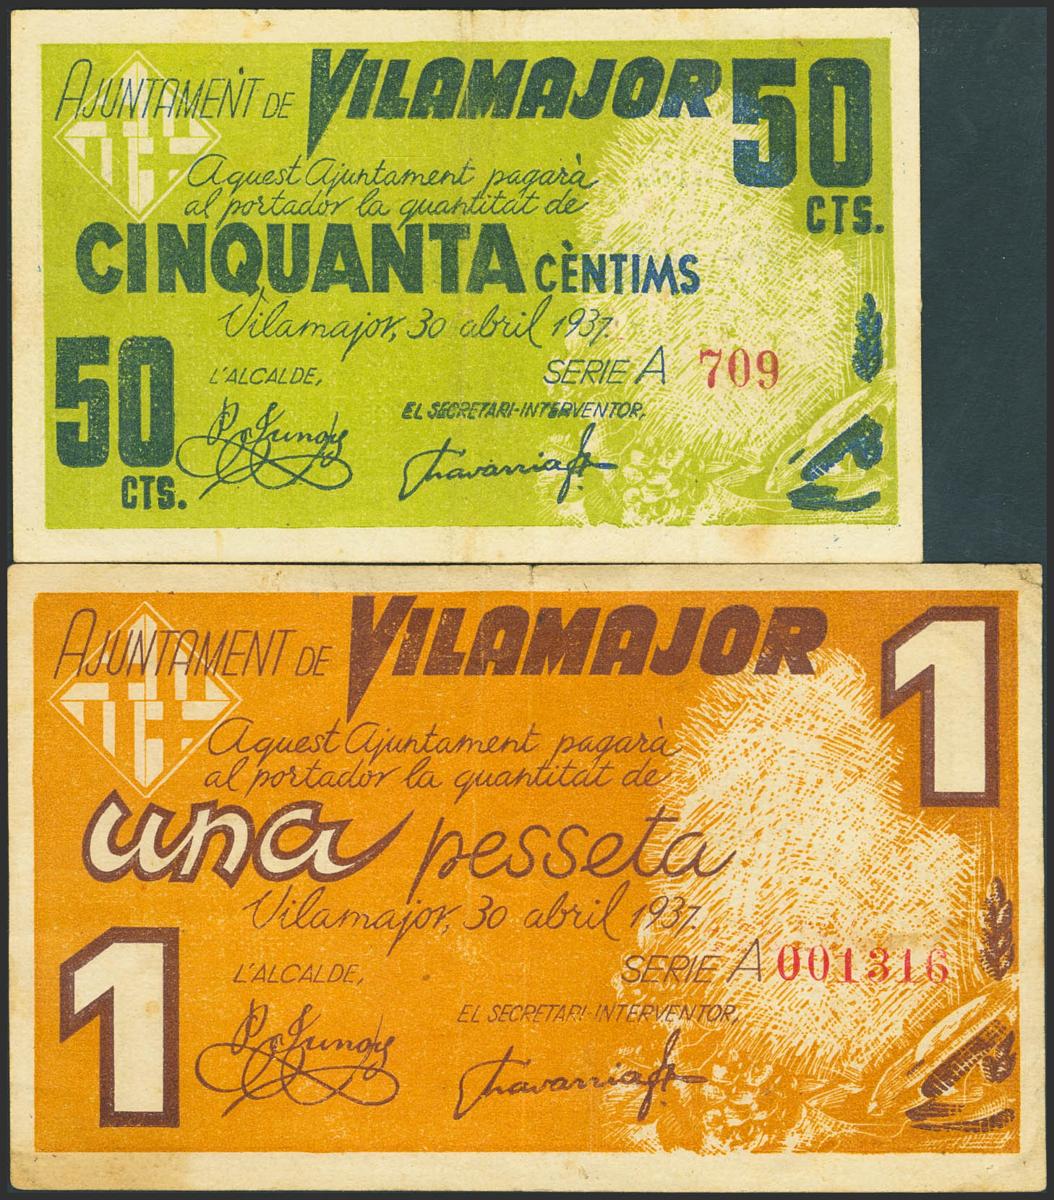 AJUNTAMENT DE VILAMAJOR 50 CTS.
Aquest Ajuntament pagarà
al portador la quantitat de
CINQUANTA CÈNTIMS
Vilamajor, 30 abril 1937.
SERIE A 709
50 CTS.
L'ALCALDE,
EL SECRETARI-INTERVENTOR,
AJUNTAMENT DE VILAMAJOR 1
Aquest Ajuntament pagarà
al portador la quantitat de
una pesseta
Vilamajor, 30 abril 1937.
SERIE A 001316
1
L'ALCALDE,
EL SECRETARI-INTERVENTOR,